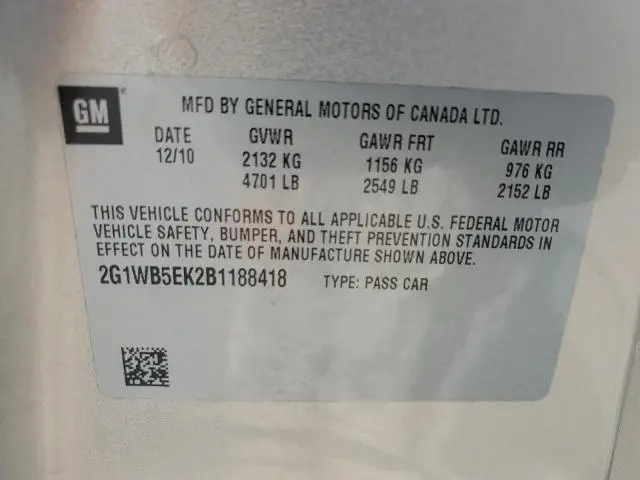 GM
MFD BY GENERAL MOTORS OF CANADA LTD.
DATE GVWR GAWR FRT GAWR RR
12/10 2132 KG 1156 KG 976 KG
4701 LB 2549 LB 2152 LB
THIS VEHICLE CONFORMS TO ALL APPLICABLE U.S. FEDERAL MOTOR
VEHICLE SAFETY, BUMPER, AND THEFT PREVENTION STANDARDS IN
EFFECT ON THE DATE OF MANUFACTURE SHOWN ABOVE.
2G1WB5EK2B1188418 TYPE: PASS CAR